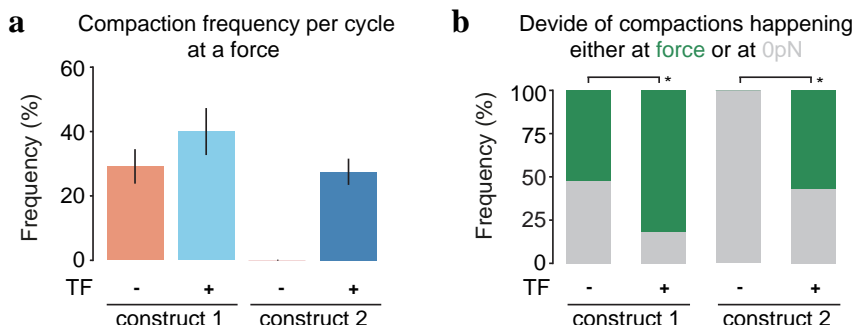 a
Compaction frequency per cycle
at a force
Frequency (%)
60
40
20
0
TF
- + - +
construct 1 construct 2
b
Devide of compactions happening
either at force or at 0pN
* *
Frequency (%)
100
75
50
25
0
- + - +
construct 1 construct 2